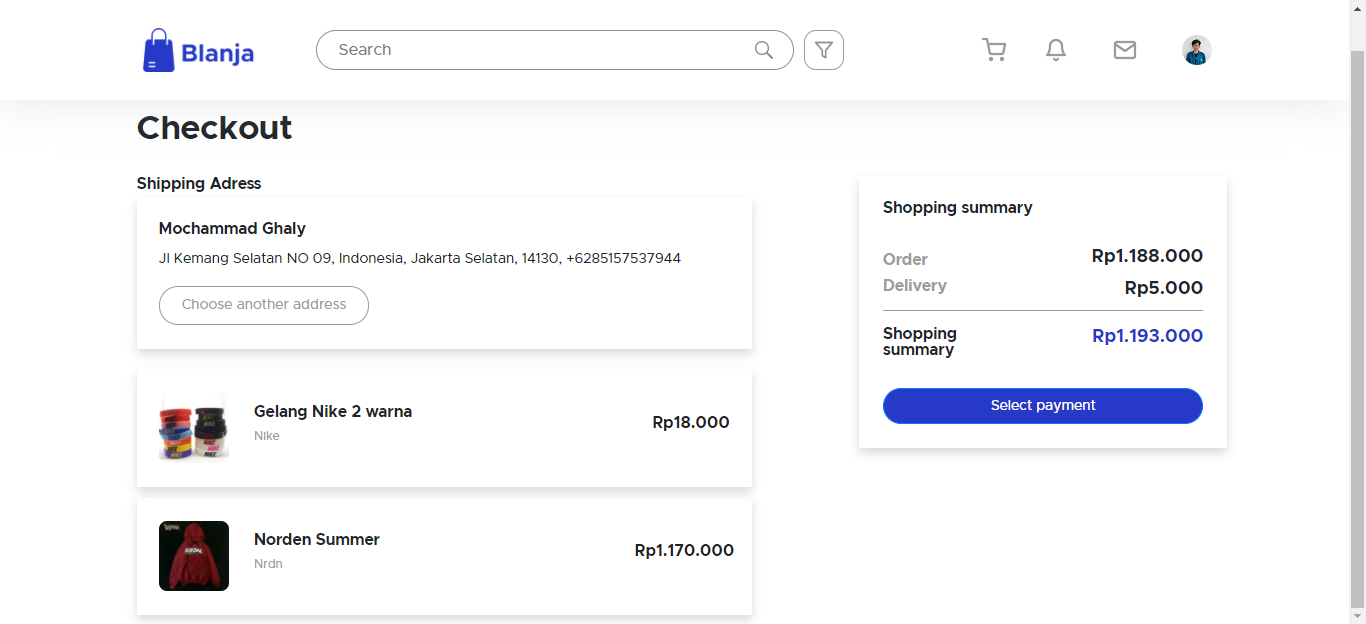 Blanja
Search
Checkout
Shipping Adress
Mochammad Ghaly
Jl Kemang Selatan NO 09, Indonesia, Jakarta Selatan, 14130, +6285157537944
Choose another address
Gelang Nike 2 warna
Nike
Rp18.000
Norden Summer
Nrdn
Rp1.170.000
Shopping summary
Order
Rp1.188.000
Delivery
Rp5.000
Shopping
summary
Rp1.193.000
Select payment